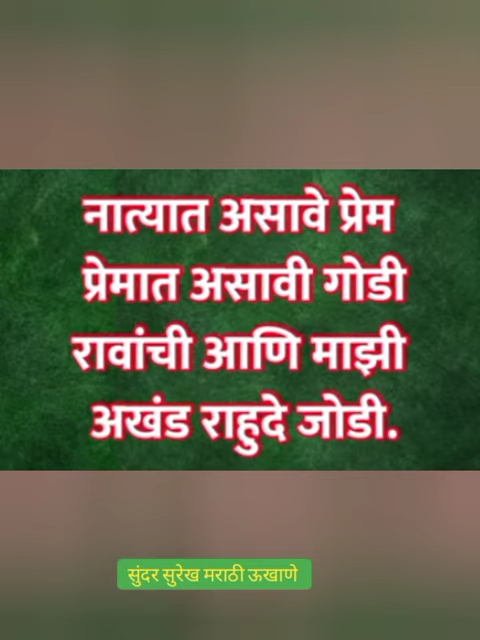 नात्यात असावे प्रेम
प्रेमात असावी गोडी
रावांची आणि माझी
अखंड राहुदे जोडी.
सुंदर सुरेख मराठी ऊखाणे